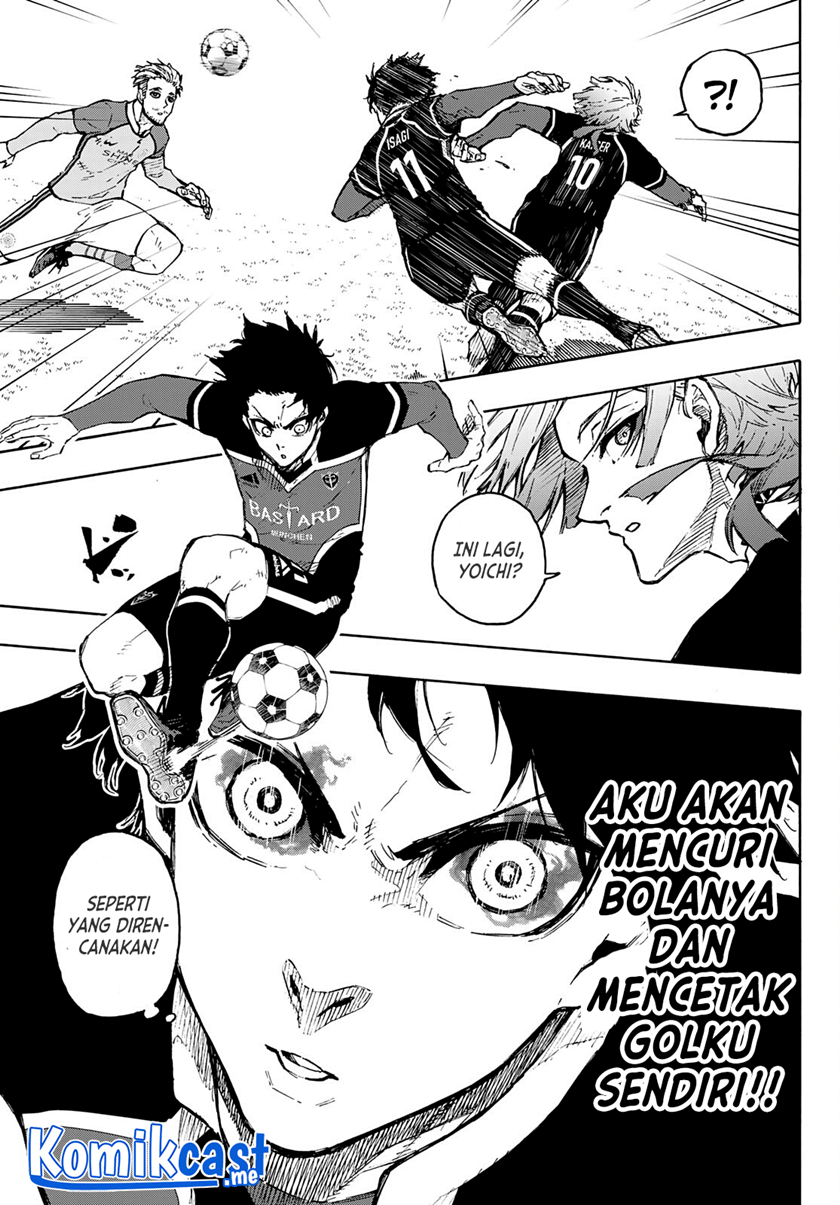 ?!
ISAGI
11
10
INI LAGI,
YOICHI?
BASTARD
MÜNCHEN
AKU AKAN
MENCURI
BOLANYA
DAN
MENCETAK
GOLKU
SENDIRI!!
SEPERTI
YANG DIREN-
CANAKAN!
Komikcast
.me